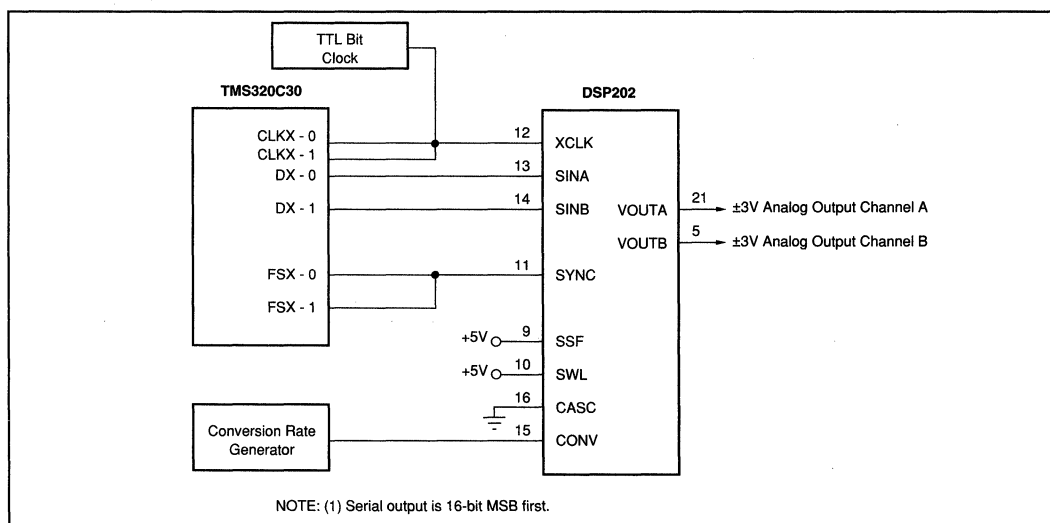 TTL Bit
Clock
TMS320C30
DSP202
CLKX - 0
12
XCLK
CLKX - 1
DX - 0
13
SINA
DX - 1
14
SINB
VOUTA
21
±3V Analog Output Channel A
VOUTB
5
±3V Analog Output Channel B
FSX - 0
11
SYNC
FSX - 1
+5V
9
SSF
+5V
10
SWL
16
CASC
Conversion Rate
Generator
15
CONV
NOTE: (1) Serial output is 16-bit MSB first.